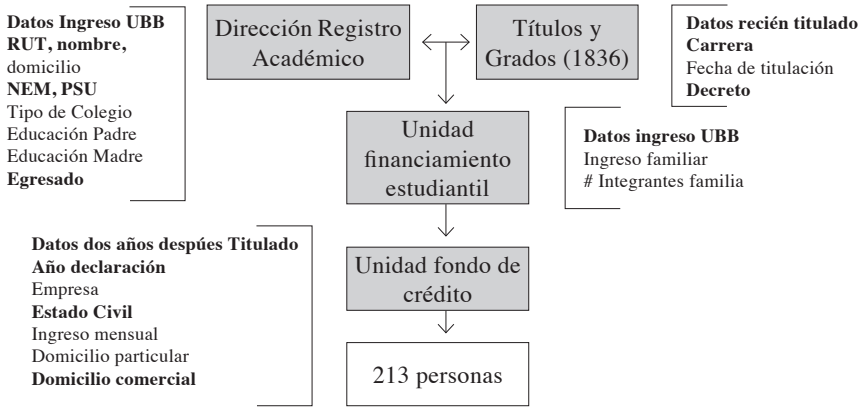 Datos Ingreso UBB
RUT, nombre,
domicilio
NEM, PSU
Tipo de Colegio
Educación Padre
Educación Madre
Egresado
Dirección Registro
Académico
Títulos y
Grados (1836)
Datos recién titulado
Carrera
Fecha de titulación
Decreto
Unidad
financiamiento
estudiantil
Datos ingreso UBB
Ingreso familiar
# Integrantes familia
Datos dos años despúes Titulado
Año declaración
Empresa
Estado Civil
Ingreso mensual
Domicilio particular
Domicilio comercial
Unidad fondo de
crédito
213 personas